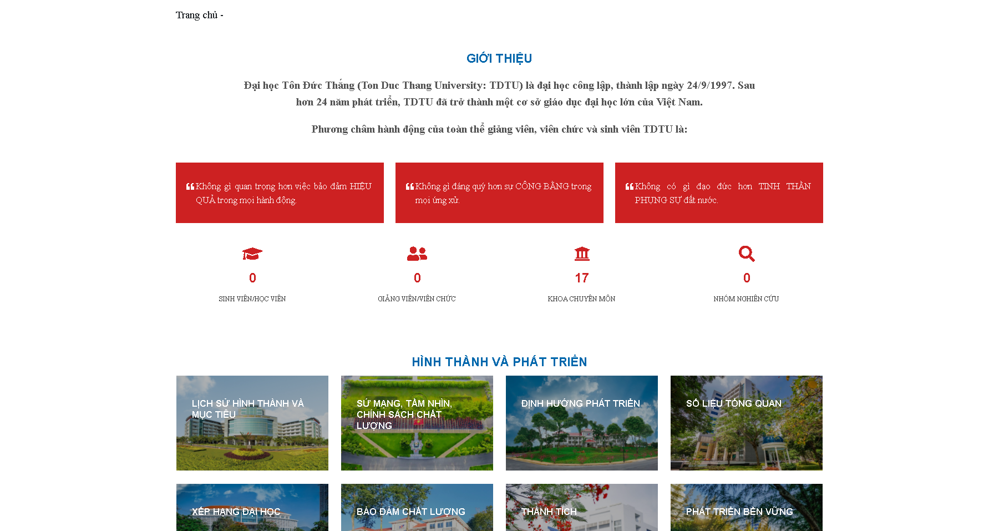 Trang chủ -
GIỚI THIỆU
Đại học Tôn Đức Thắng (Ton Duc Thang University: TDTU) là đại học công lập, thành lập ngày 24/9/1997. Sau
hơn 24 năm phát triển, TDTU đã trở thành một cơ sở giáo dục đại học lớn của Việt Nam.
Phương châm hành động của toàn thể giảng viên, viên chức và sinh viên TDTU là:
Không gì quan trọng hơn việc bảo đảm HIỆU
QUẢ trong mọi hành động.
Không gì đáng quý hơn sự CÔNG BẰNG trong
mọi ứng xử.
Không có gì đạo đức hơn TINH THẦN
PHỤNG SỰ đất nước.
0
SINH VIÊN/HỌC VIÊN
0
GIẢNG VIÊN/VIÊN CHỨC
17
KHOA CHUYÊN MÔN
0
NHÓM NGHIÊN CỨU
HÌNH THÀNH VÀ PHÁT TRIỂN
LỊCH SỬ HÌNH THÀNH VÀ
MỤC TIÊU
SỨ MẠNG, TẦM NHÌN,
CHÍNH SÁCH CHẤT
LƯỢNG
ĐỊNH HƯỚNG PHÁT TRIỂN
SỐ LIỆU TỔNG QUAN
XẾP HẠNG ĐẠI HỌC
BẢO ĐẢM CHẤT LƯỢNG
THÀNH TÍCH
PHÁT TRIỂN BỀN VỮNG